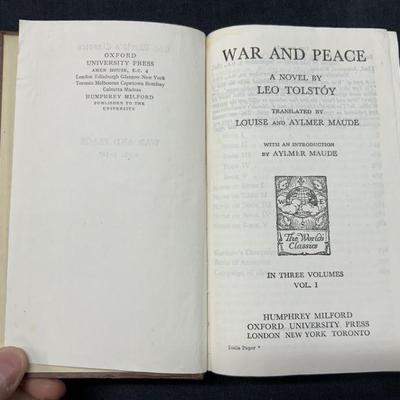 OXFORD
UNIVERSITY PRESS
AMEN HOUSE, E.C. 4
London Edinburgh Glasgow New York
Toronto Melbourne Capetown Bombay
Calcutta Madras
HUMPHREY MILFORD
PUBLISHER TO THE
UNIVERSITY
WAR AND PEACE
A NOVEL BY
LEO TOLSTÓY
TRANSLATED BY
LOUISE AND AYLMER MAUDE
WITH AN INTRODUCTION
BY AYLMER MAUDE
The World's
Classics
IN THREE VOLUMES
VOL. I
HUMPHREY MILFORD
OXFORD UNIVERSITY PRESS
LONDON NEW YORK TORONTO
India Paper *